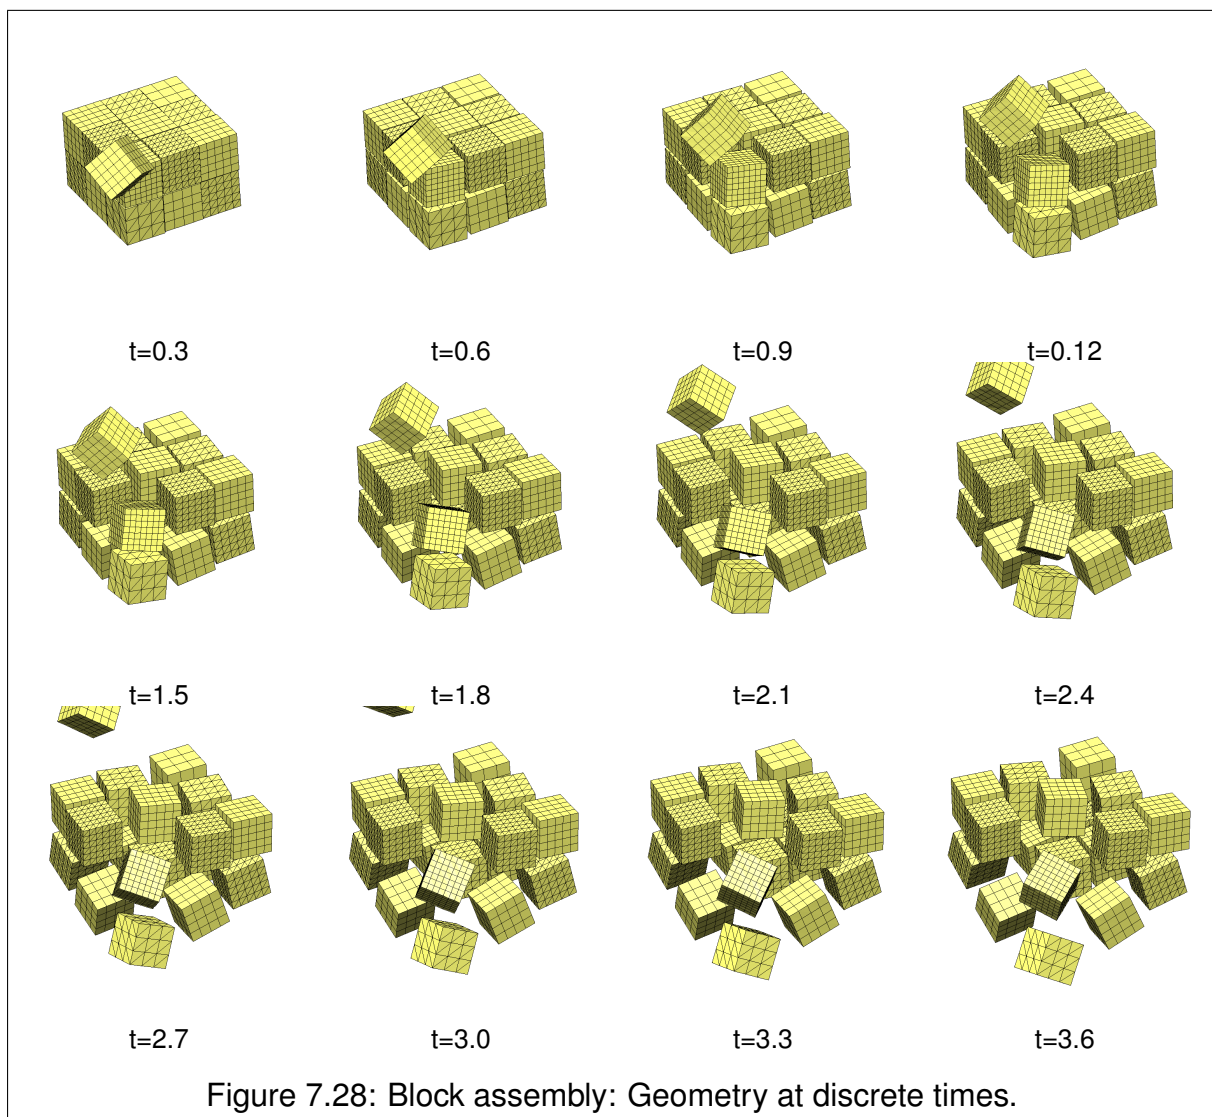 t=0.3 t=0.6 t=0.9 t=0.12
t=1.5 t=1.8 t=2.1 t=2.4
t=2.7 t=3.0 t=3.3 t=3.6
Figure 7.28: Block assembly: Geometry at discrete times.